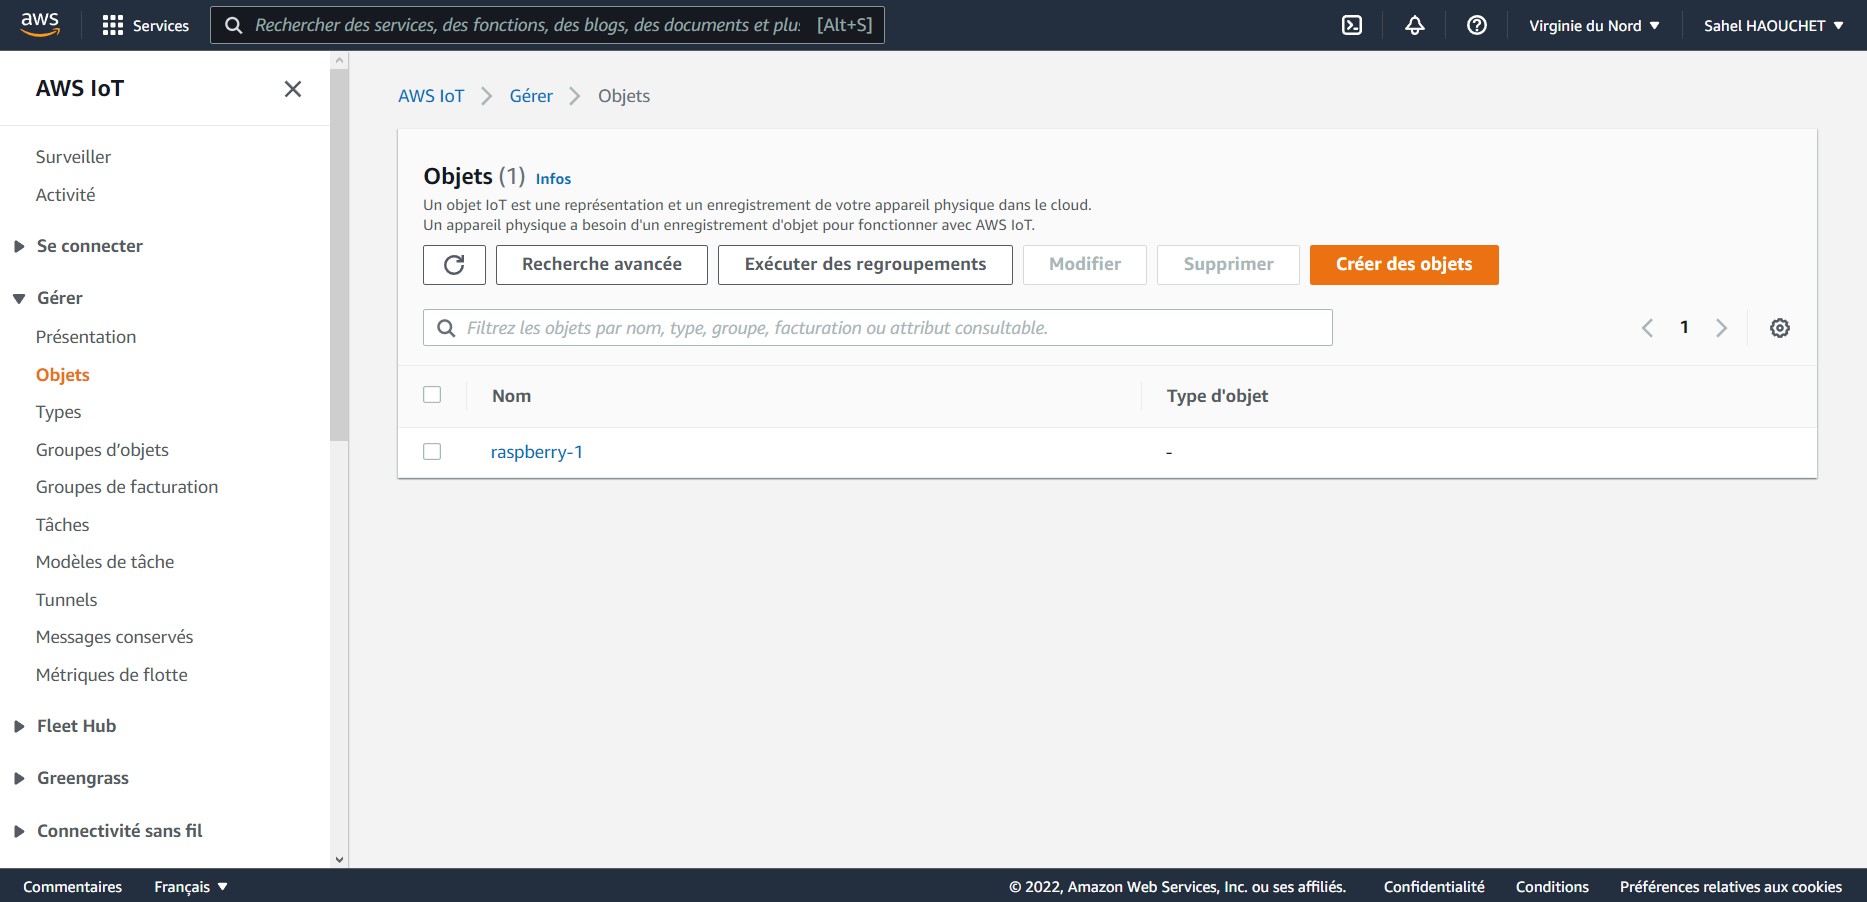 aws
Services
Rechercher des services, des fonctions, des blogs, des documents et plu: [Alt+S]
Virginie du Nord
Sahel HAOUCHET
AWS IoT
Surveiller
Activité
Se connecter
Gérer
Présentation
Objets
Types
Groupes d’objets
Groupes de facturation
Tâches
Modèles de tâche
Tunnels
Messages conservés
Métriques de flotte
Fleet Hub
Greengrass
Connectivité sans fil
AWS IoT > Gérer > Objets
Objets (1) Infos
Un objet IoT est une représentation et un enregistrement de votre appareil physique dans le cloud.
Un appareil physique a besoin d'un enregistrement d'objet pour fonctionner avec AWS IoT.
Recherche avancée
Exécuter des regroupements
Modifier
Supprimer
Créer des objets
Filtrez les objets par nom, type, groupe, facturation ou attribut consultable.
1
Nom
Type d'objet
raspberry-1
-
Commentaires
Français
© 2022, Amazon Web Services, Inc. ou ses affiliés.
Confidentialité
Conditions
Préférences relatives aux cookies